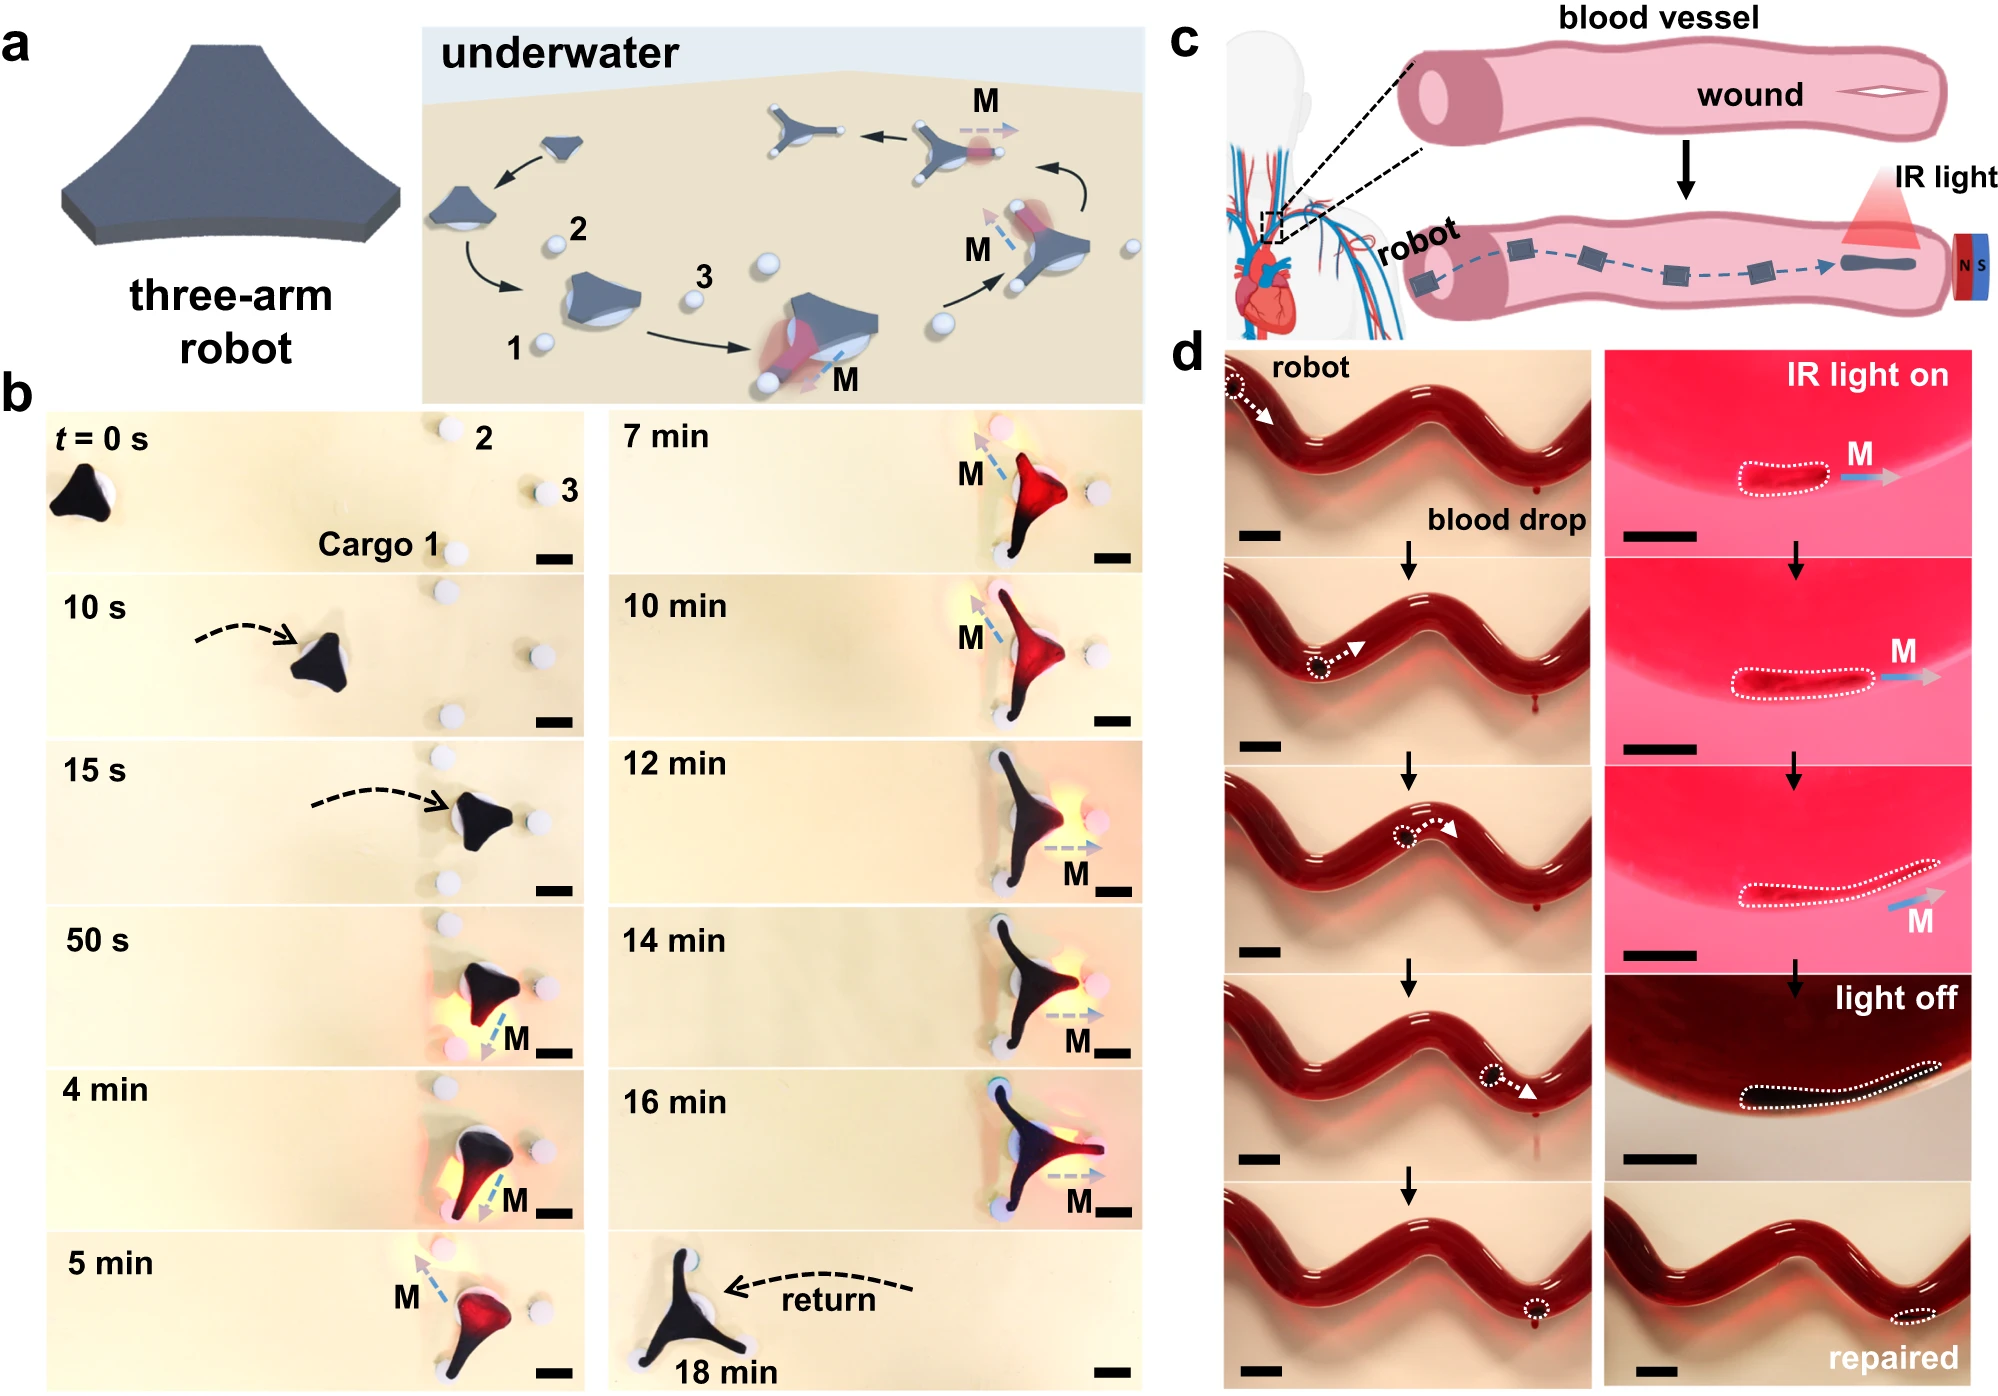 a
three-arm
robot
underwater
1
2
3
M
M
M
b
t = 0 s
2
3
Cargo 1
10 s
15 s
50 s
M
4 min
M
5 min
M
7 min
M
10 min
M
12 min
M
14 min
M
16 min
M
return
18 min
c
blood vessel
wound
IR light
robot
N S
d
robot
blood drop
IR light on
M
M
M
light off
repaired